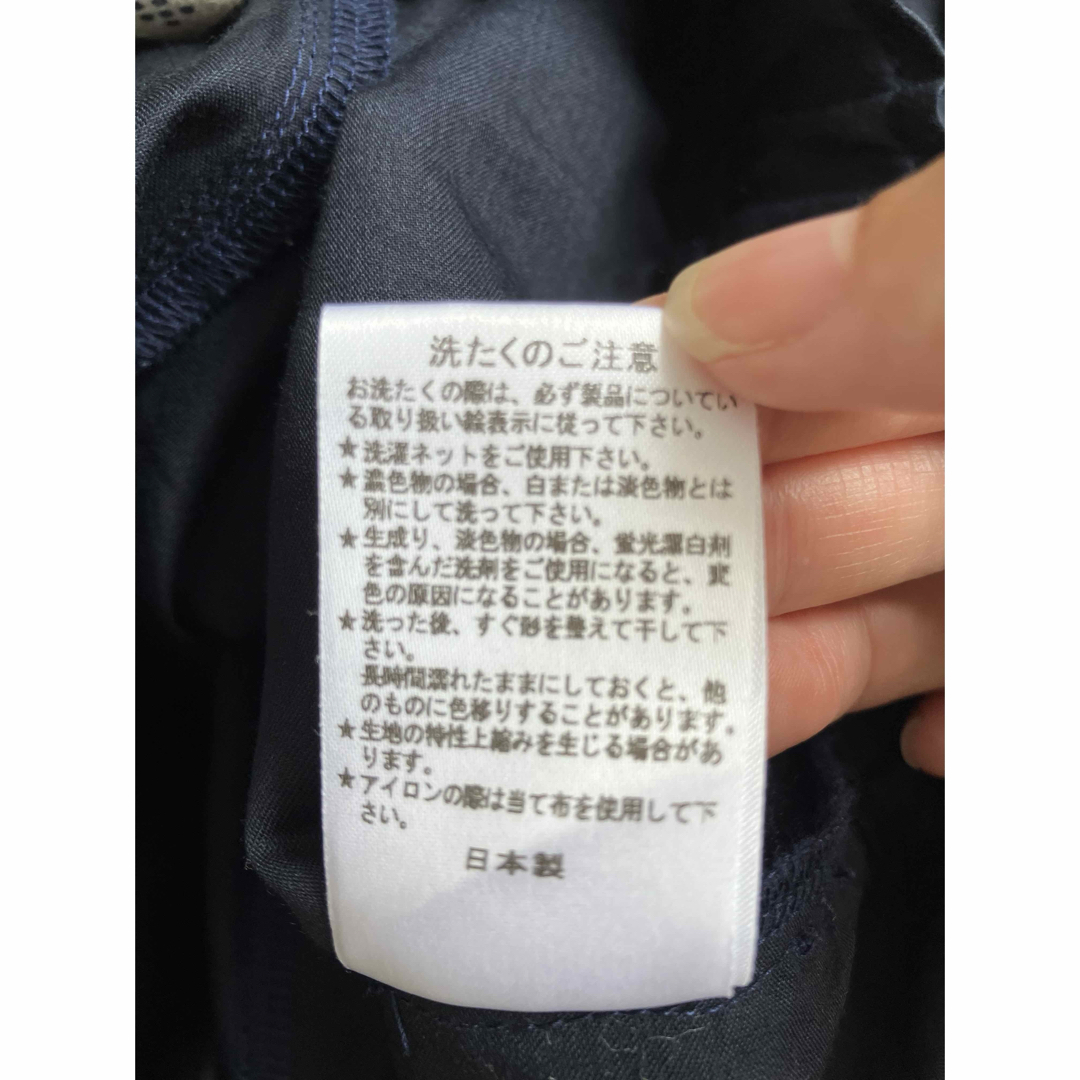 洗たくのご注意
お洗たくの際は、必ず製品についてい
る取り扱い絵表示に従って下さい。
★洗濯ネットをご使用下さい。
★濃色物の場合、白または淡色物とは
別にして洗って下さい。
★生成り、淡色物の場合、蛍光漂白剤
を含んだ洗剤をご使用になると、変
色の原因になることがあります。
★洗った後、すぐ形を整えて干して下
さい。
長時間濡れたままにしておくと、他
のものに色移りすることがあります。
★生地の特性上縮みを生じる場合があ
ります。
★アイロンの際は当て布を使用して下
さい。
日本製